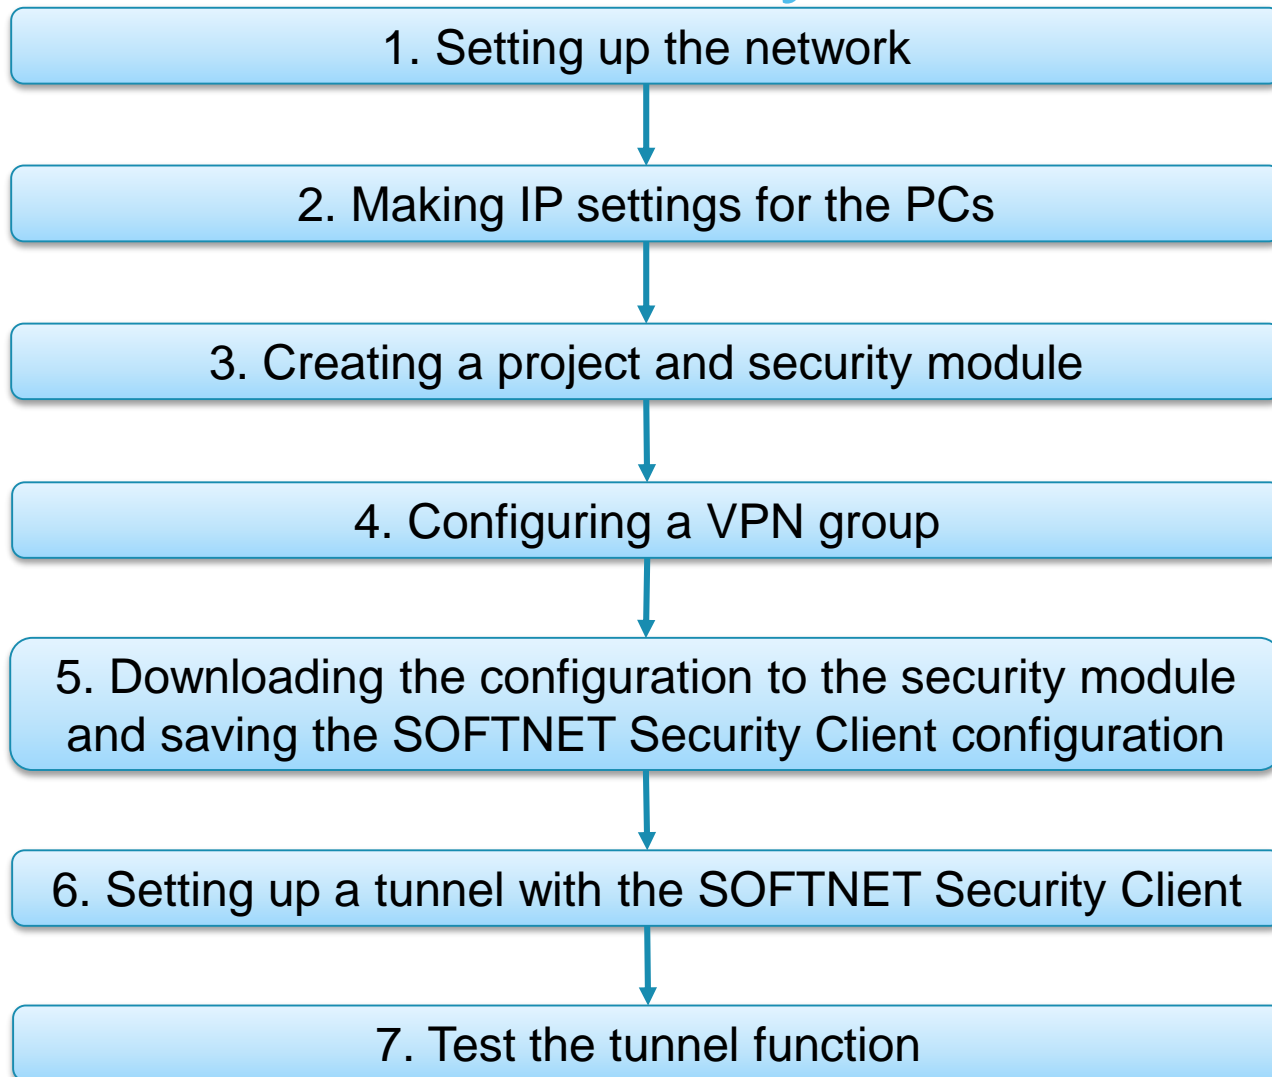 1. Setting up the network
2. Making IP settings for the PCs
3. Creating a project and security module
4. Configuring a VPN group
5. Downloading the configuration to the security module
and saving the SOFTNET Security Client configuration
6. Setting up a tunnel with the SOFTNET Security Client
7. Test the tunnel function